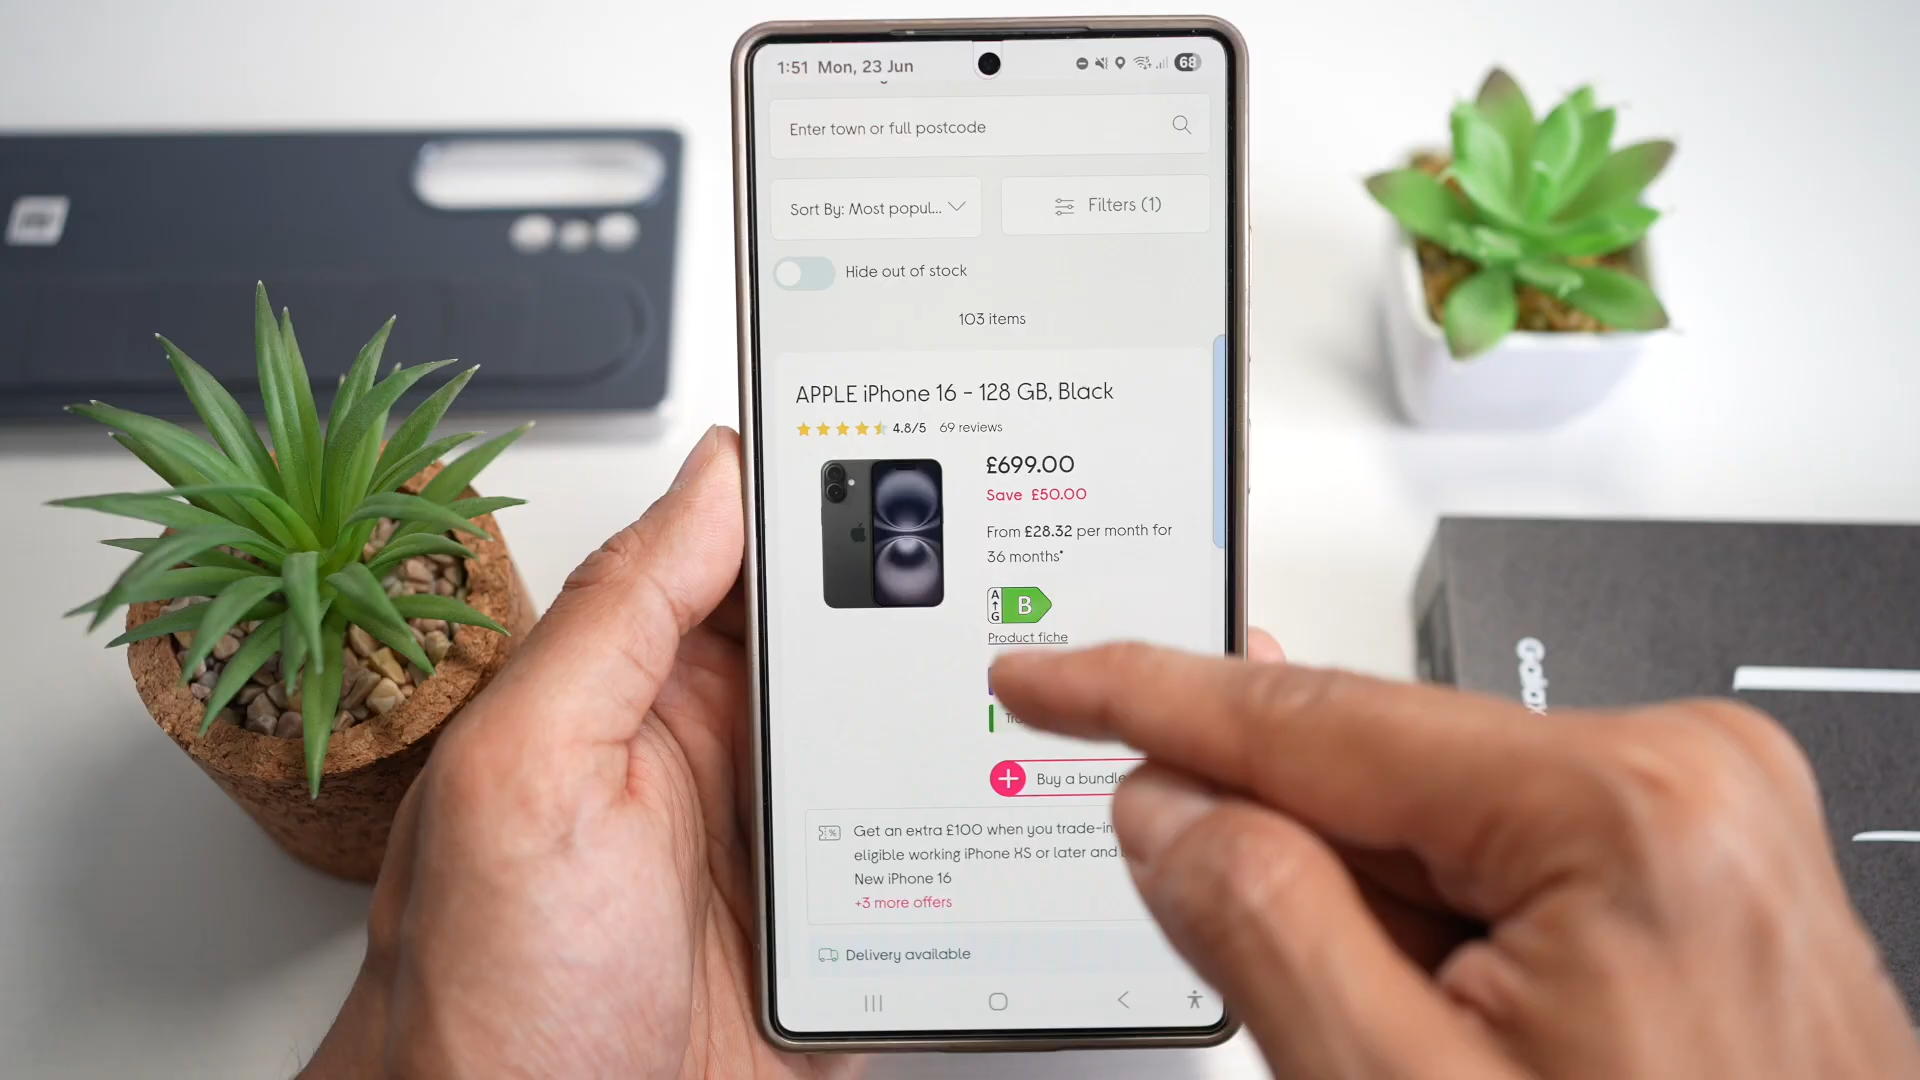 1:51 Mon, 23 Jun
68
Enter town or full postcode
Sort By: Most popul...
Filters (1)
Hide out of stock
103 items
APPLE iPhone 16 - 128 GB, Black
4.8/5 69 reviews
£699.00
Save £50.00
From £28.32 per month for
36 months*
A
G
B
Product fiche
Buy a bundle
Get an extra £100 when you trade-in
eligible working iPhone XS or later and
New iPhone 16
+3 more offers
Delivery available
Galax